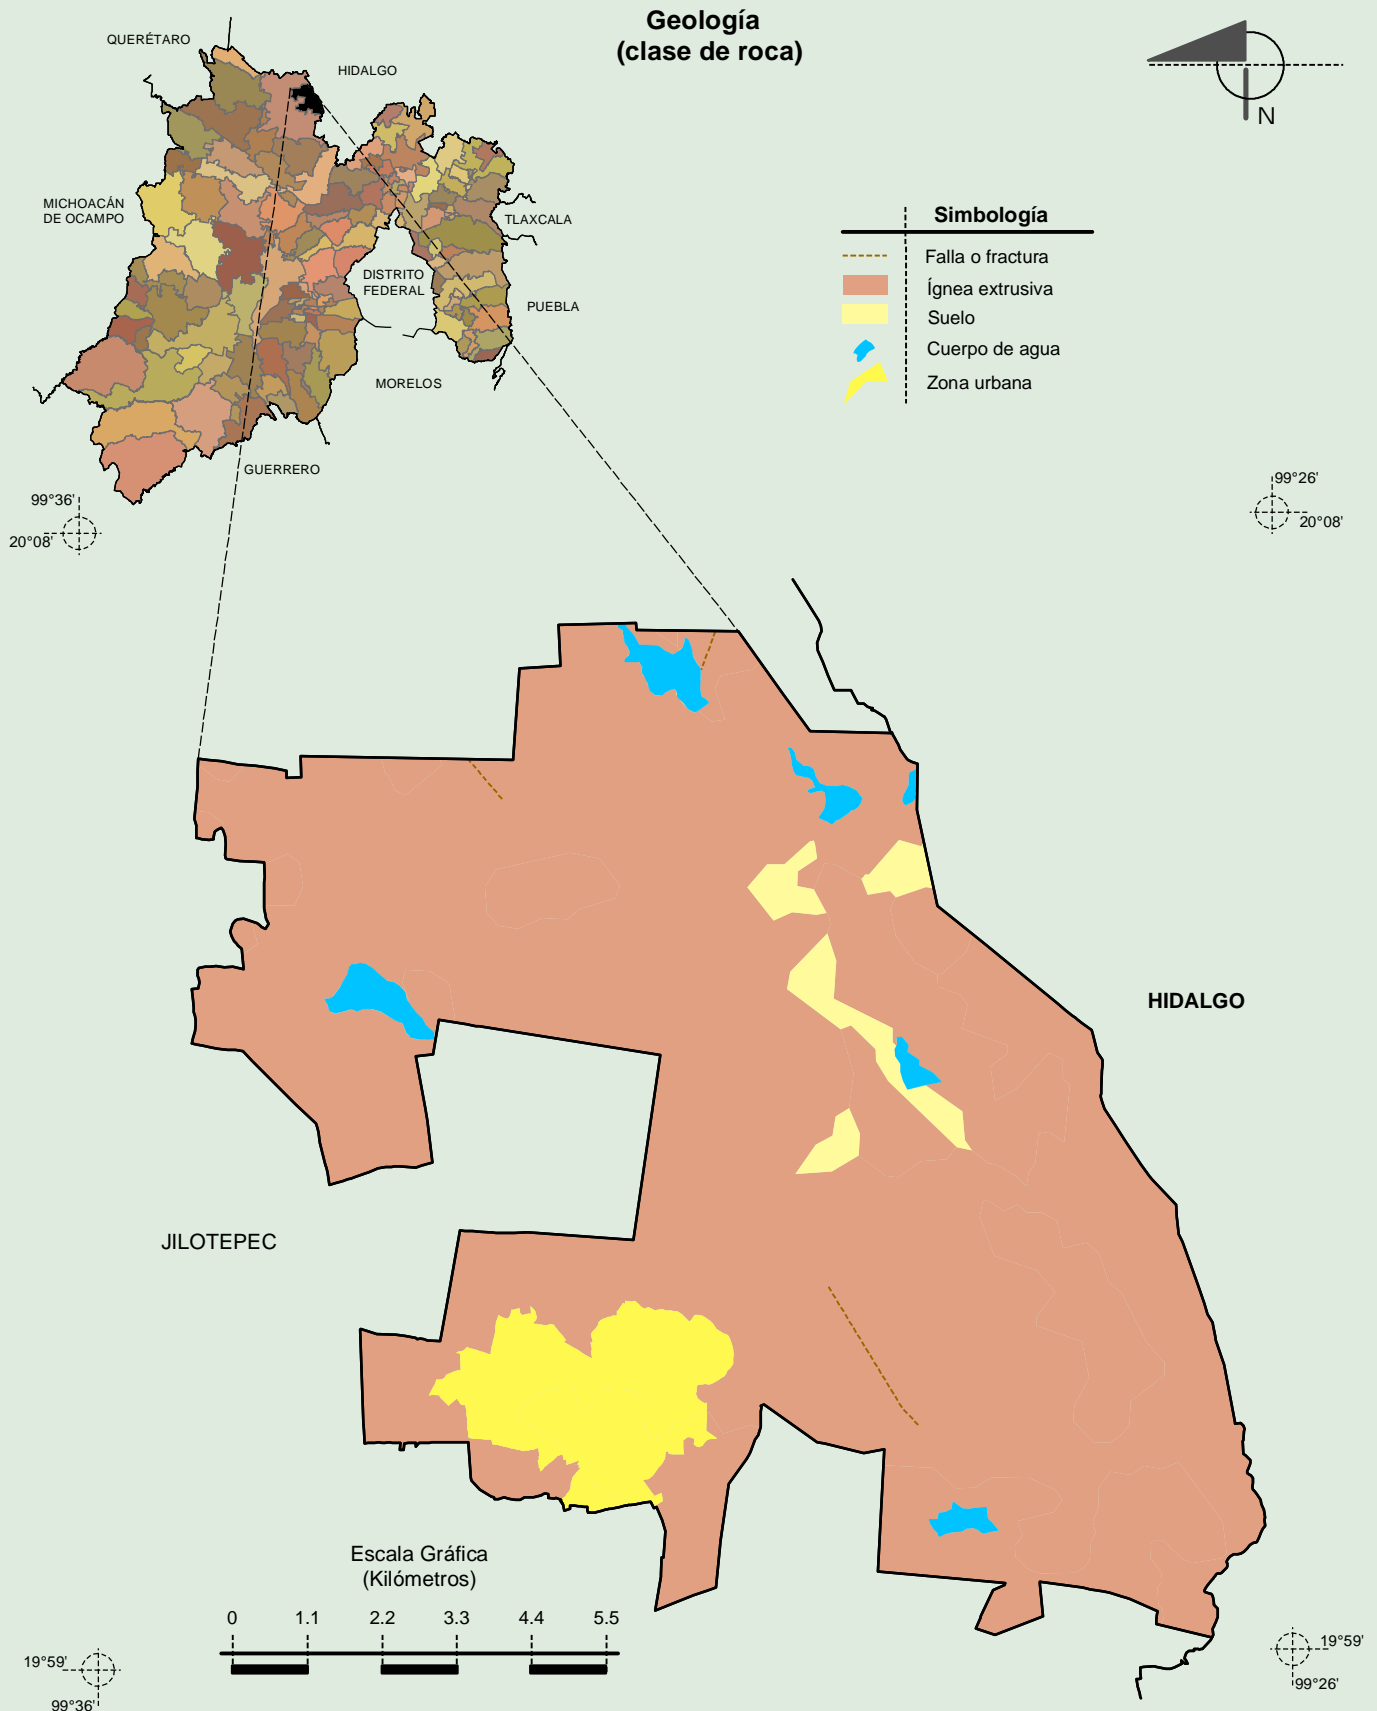 Geología
(clase de roca)
QUERÉTARO
HIDALGO
N
MICHOACÁN
DE OCAMPO
TLAXCALA
DISTRITO
FEDERAL
PUEBLA
MORELOS
GUERRERO
Simbología
Falla o fractura
Ígnea extrusiva
Suelo
Cuerpo de agua
Zona urbana
99°36'
20°08'
99°26'
20°08'
HIDALGO
JILOTEPEC
Escala Gráfica
(Kilómetros)
0 1.1 2.2 3.3 4.4 5.5
19°59'
99°36'
19°59'
99°26'